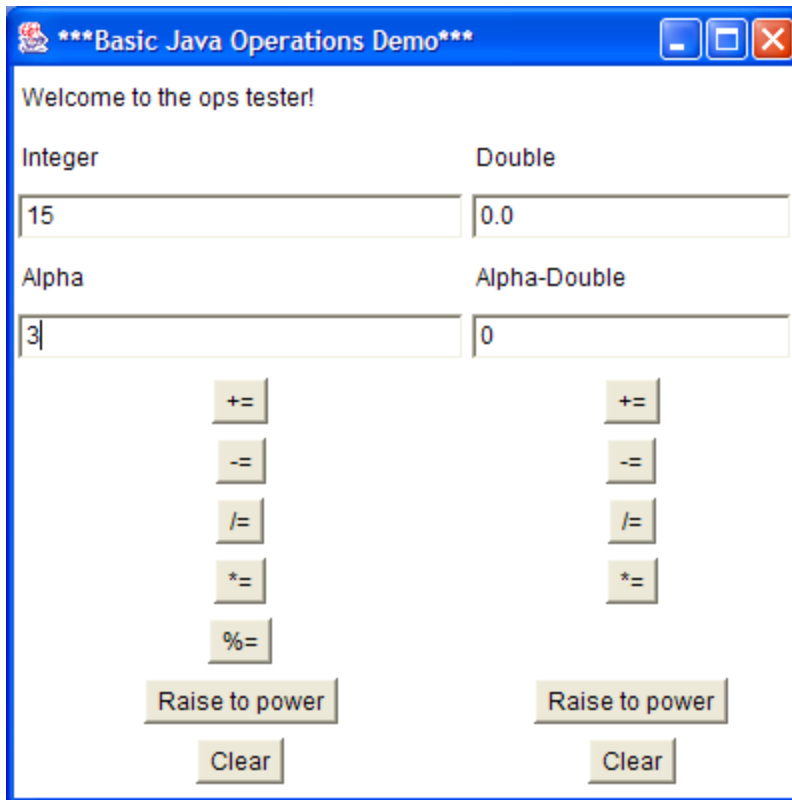 ***Basic Java Operations Demo***
Welcome to the ops tester!
Integer Double
15 0.0
Alpha Alpha-Double
3 0
+= +=
-= -=
/= /=
*= *=
%=
Raise to power Raise to power
Clear Clear